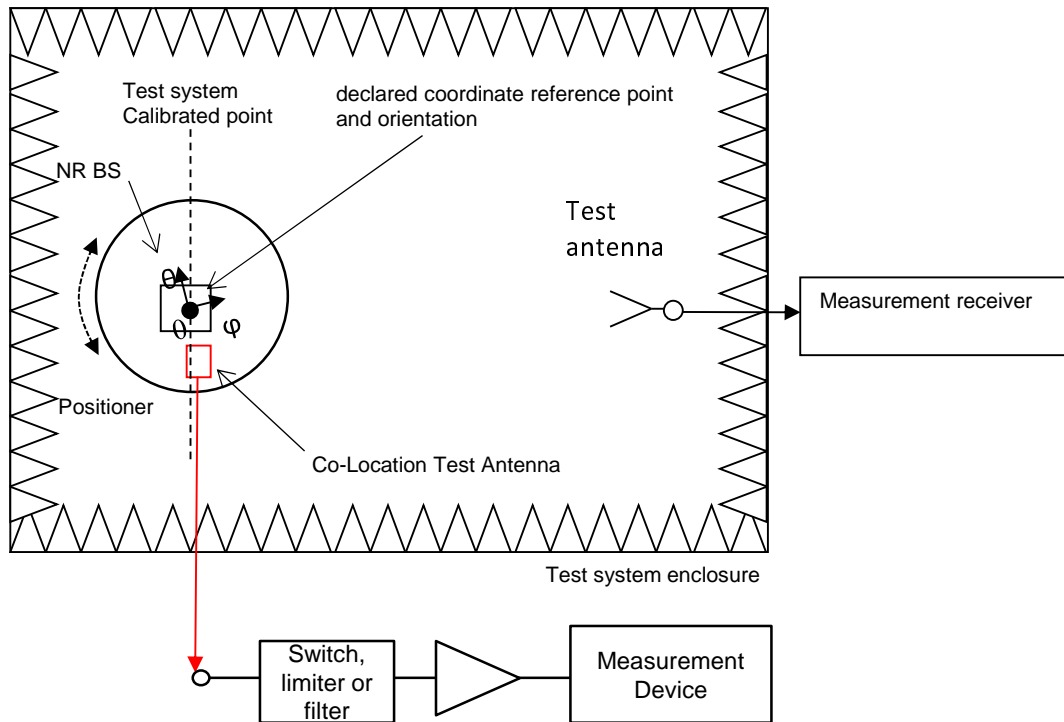 Test system
Calibrated point
declared coordinate reference point
and orientation
NR BS
Test
antenna
θ
θ
φ
Measurement receiver
Positioner
Co-Location Test Antenna
Test system enclosure
Switch,
limiter or
filter
Measurement
Device